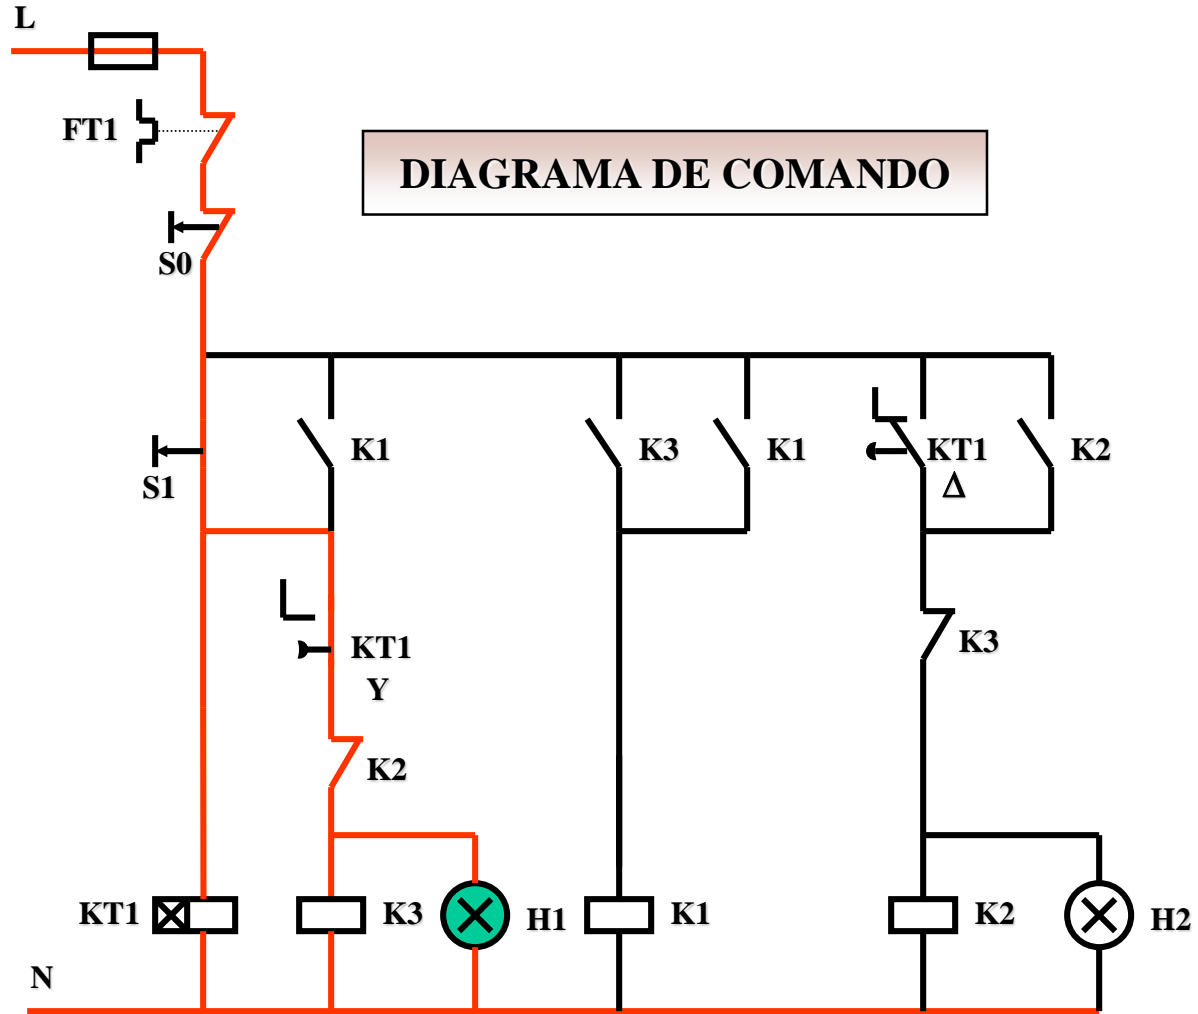 L
FT1
DIAGRAMA DE COMANDO
S0
K1
K3
K1
KT1
K2
S1
Δ
KT1
Y
K3
K2
KT1
K3
H1
K1
K2
H2
N